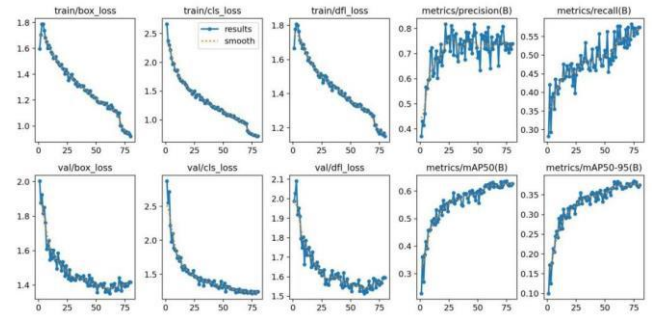 train/box_loss
train/cls_loss
train/dfl_loss
metrics/precision(B)
metrics/recall(B)
1.8
1.6
1.4
1.2
1.0
0 25 50 75
2.5
2.0
1.5
1.0
results
smooth
0 25 50 75
1.8
1.6
1.4
1.2
0 25 50 75
0.8
0.7
0.6
0.5
0.4
0 25 50 75
0.55
0.50
0.45
0.40
0.35
0.30
0 25 50 75
val/box_loss
val/cls_loss
val/dfl_loss
metrics/mAP50(B)
metrics/mAP50-95(B)
2.0
1.8
1.6
1.4
0 25 50 75
2.5
2.0
1.5
0 25 50 75
2.1
2.0
1.9
1.8
1.7
1.6
1.5
0 25 50 75
0.6
0.5
0.4
0.3
0 25 50 75
0.35
0.30
0.25
0.20
0.15
0.10
0 25 50 75